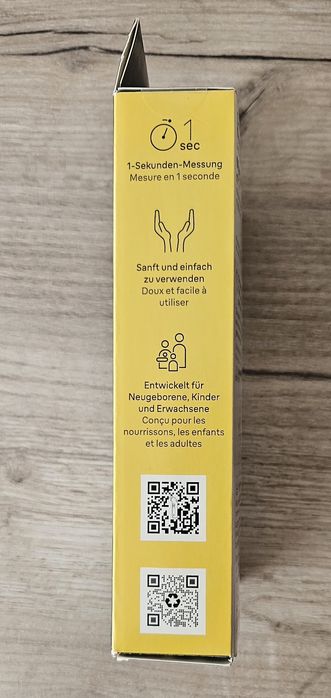 1
sec
1-Sekunden-Messung
Mesure en 1 seconde
Sanft und einfach
zu verwenden
Doux et facile à
utiliser
Entwickelt für
Neugeborene, Kinder
und Erwachsene
Conçu pour les
nourrissons, les enfants
et les adultes